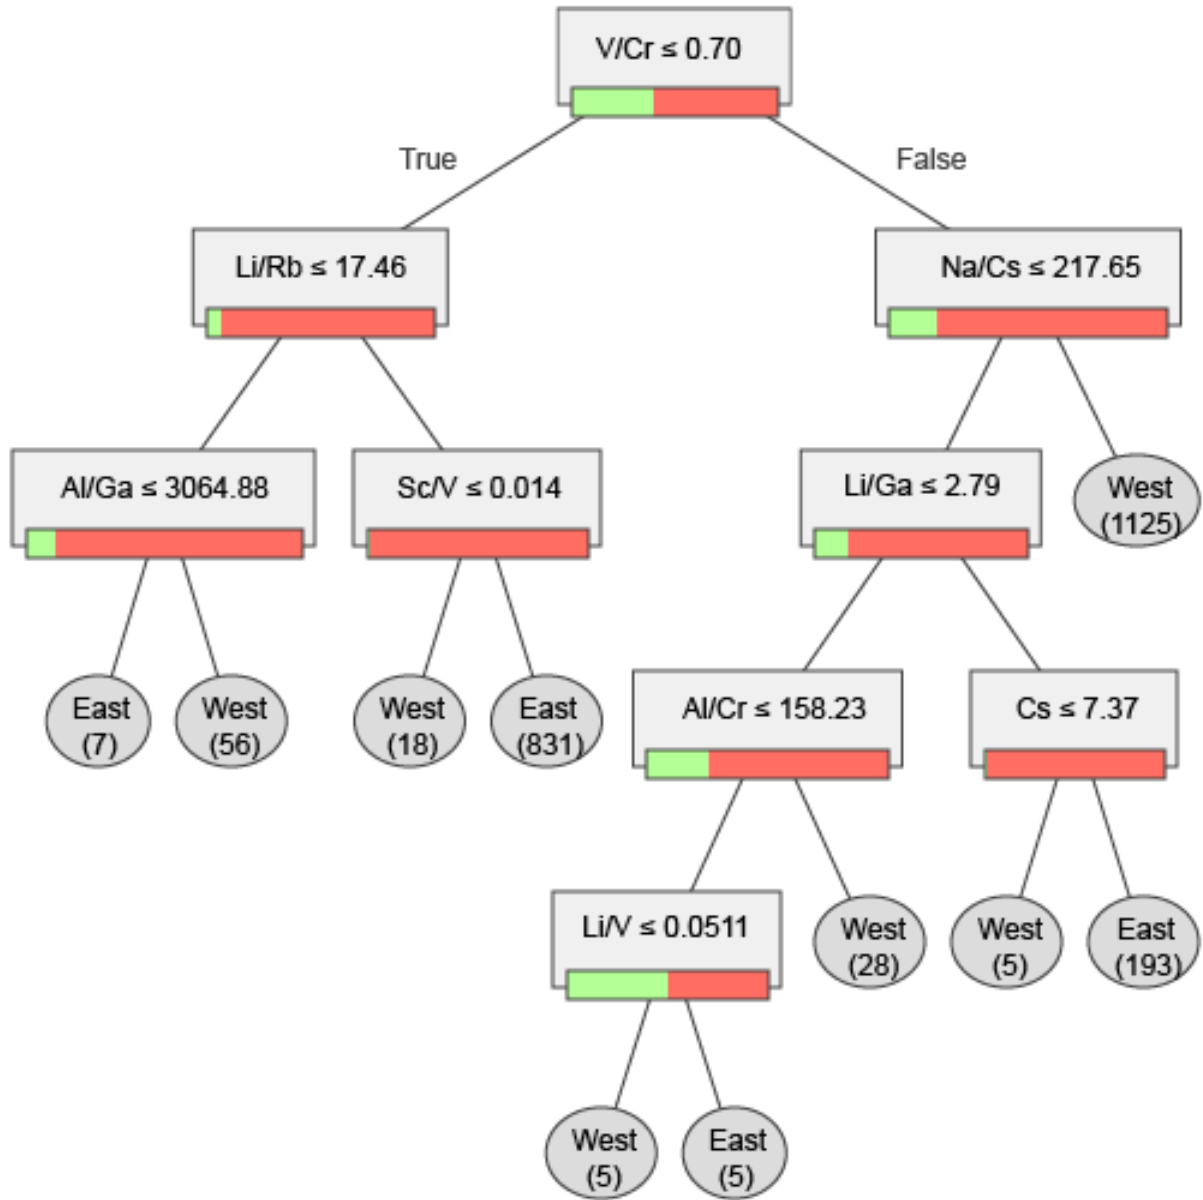 V/Cr ≤ 0.70
True
False
Li/Rb ≤ 17.46
Na/Cs ≤ 217.65
Al/Ga ≤ 3064.88
Sc/V ≤ 0.014
Li/Ga ≤ 2.79
West
(1125)
East
(7)
West
(56)
West
(18)
East
(831)
Al/Cr ≤ 158.23
Cs ≤ 7.37
Li/V ≤ 0.0511
West
(28)
West
(5)
East
(193)
West
(5)
East
(5)